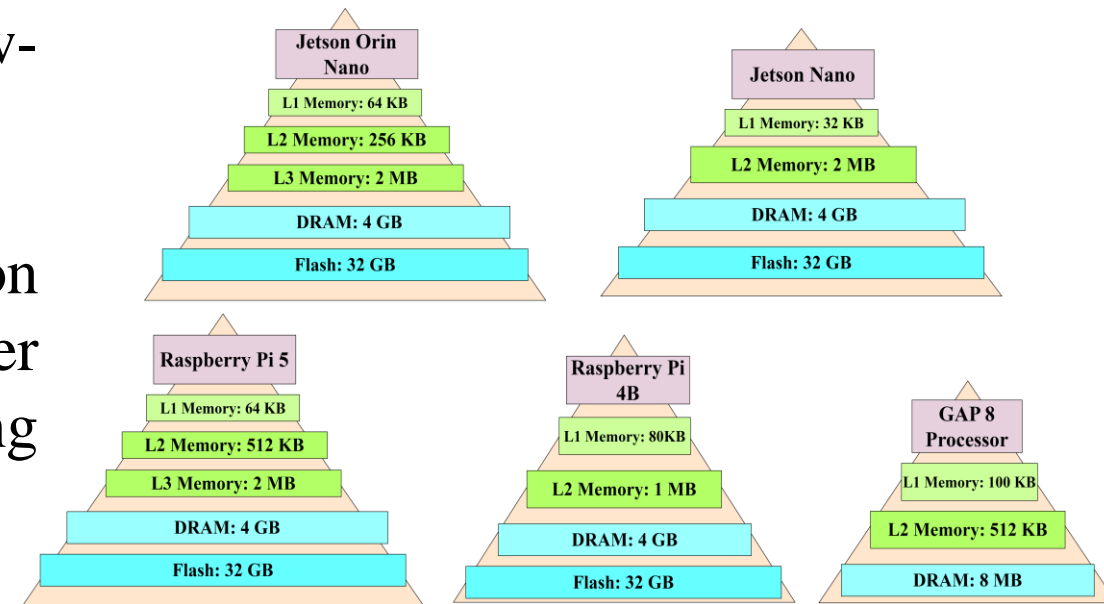 v-
on
er
ng
Jetson Orin
Nano
L1 Memory: 64 KB
L2 Memory: 256 KB
L3 Memory: 2 MB
DRAM: 4 GB
Flash: 32 GB
Jetson Nano
L1 Memory: 32 KB
L2 Memory: 2 MB
DRAM: 4 GB
Flash: 32 GB
Raspberry Pi 5
L1 Memory: 64 KB
L2 Memory: 512 KB
L3 Memory: 2 MB
DRAM: 4 GB
Flash: 32 GB
Raspberry Pi
4B
L1 Memory: 80KB
L2 Memory: 1 MB
DRAM: 4 GB
Flash: 32 GB
GAP 8
Processor
L1 Memory: 100 KB
L2 Memory: 512 KB
DRAM: 8 MB